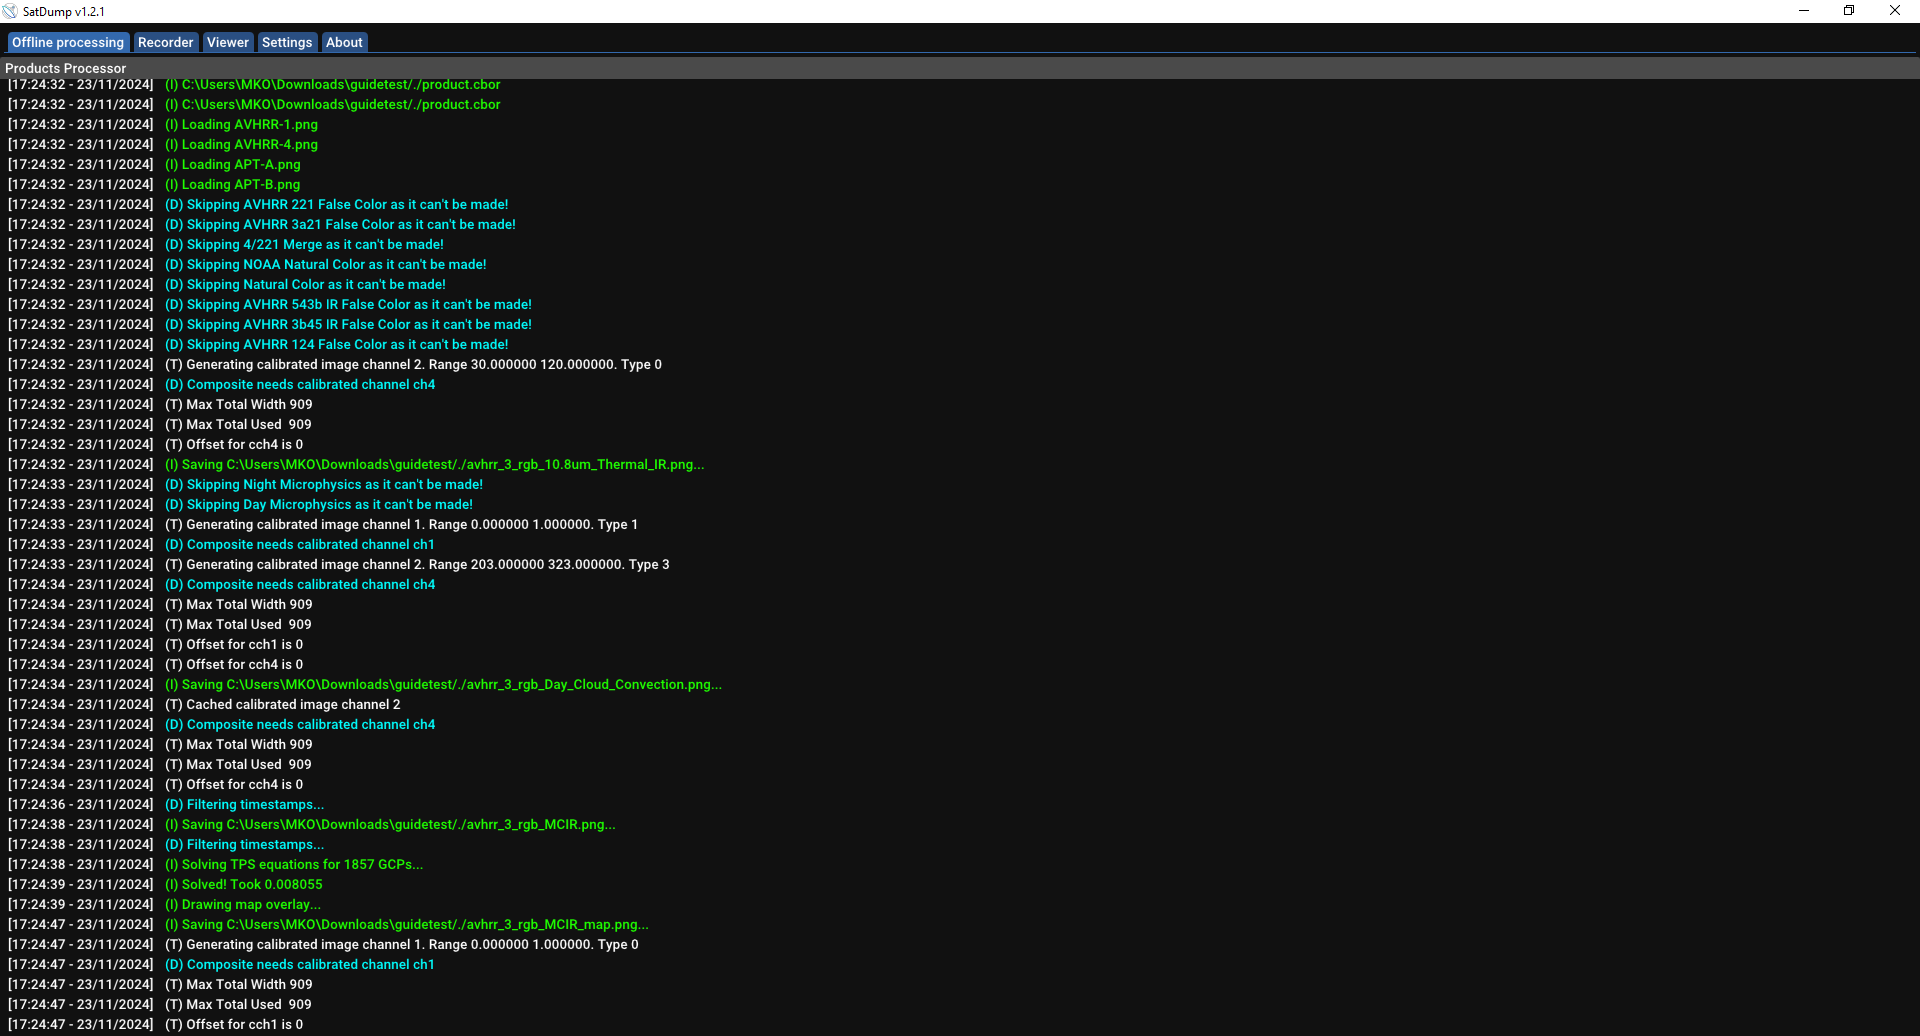 SatDump v1.2.1
Offline processing Recorder Viewer Settings About
Products Processor
[17:24:32 - 23/11/2024] (I) C:\Users\MKO\Downloads\guidetest/./product.cbor
[17:24:32 - 23/11/2024] (I) C:\Users\MKO\Downloads\guidetest/./product.cbor
[17:24:32 - 23/11/2024] (I) Loading AVHRR-1.png
[17:24:32 - 23/11/2024] (I) Loading AVHRR-4.png
[17:24:32 - 23/11/2024] (I) Loading APT-A.png
[17:24:32 - 23/11/2024] (I) Loading APT-B.png
[17:24:32 - 23/11/2024] (D) Skipping AVHRR 221 False Color as it can't be made!
[17:24:32 - 23/11/2024] (D) Skipping AVHRR 3a21 False Color as it can't be made!
[17:24:32 - 23/11/2024] (D) Skipping 4/221 Merge as it can't be made!
[17:24:32 - 23/11/2024] (D) Skipping NOAA Natural Color as it can't be made!
[17:24:32 - 23/11/2024] (D) Skipping Natural Color as it can't be made!
[17:24:32 - 23/11/2024] (D) Skipping AVHRR 543b IR False Color as it can't be made!
[17:24:32 - 23/11/2024] (D) Skipping AVHRR 3b45 IR False Color as it can't be made!
[17:24:32 - 23/11/2024] (D) Skipping AVHRR 124 False Color as it can't be made!
[17:24:32 - 23/11/2024] (T) Generating calibrated image channel 2. Range 30.000000 120.000000. Type 0
[17:24:32 - 23/11/2024] (D) Composite needs calibrated channel ch4
[17:24:32 - 23/11/2024] (T) Max Total Width 909
[17:24:32 - 23/11/2024] (T) Max Total Used  909
[17:24:32 - 23/11/2024] (T) Offset for cch4 is 0
[17:24:32 - 23/11/2024] (I) Saving C:\Users\MKO\Downloads\guidetest/./avhrr_3_rgb_10.8um_Thermal_IR.png...
[17:24:33 - 23/11/2024] (D) Skipping Night Microphysics as it can't be made!
[17:24:33 - 23/11/2024] (D) Skipping Day Microphysics as it can't be made!
[17:24:33 - 23/11/2024] (T) Generating calibrated image channel 1. Range 0.000000 1.000000. Type 1
[17:24:33 - 23/11/2024] (D) Composite needs calibrated channel ch1
[17:24:33 - 23/11/2024] (T) Generating calibrated image channel 2. Range 203.000000 323.000000. Type 3
[17:24:34 - 23/11/2024] (D) Composite needs calibrated channel ch4
[17:24:34 - 23/11/2024] (T) Max Total Width 909
[17:24:34 - 23/11/2024] (T) Max Total Used  909
[17:24:34 - 23/11/2024] (T) Offset for cch1 is 0
[17:24:34 - 23/11/2024] (T) Offset for cch4 is 0
[17:24:34 - 23/11/2024] (I) Saving C:\Users\MKO\Downloads\guidetest/./avhrr_3_rgb_Day_Cloud_Convection.png...
[17:24:34 - 23/11/2024] (T) Cached calibrated image channel 2
[17:24:34 - 23/11/2024] (D) Composite needs calibrated channel ch4
[17:24:34 - 23/11/2024] (T) Max Total Width 909
[17:24:34 - 23/11/2024] (T) Max Total Used  909
[17:24:34 - 23/11/2024] (T) Offset for cch4 is 0
[17:24:36 - 23/11/2024] (D) Filtering timestamps...
[17:24:38 - 23/11/2024] (I) Saving C:\Users\MKO\Downloads\guidetest/./avhrr_3_rgb_MCIR.png...
[17:24:38 - 23/11/2024] (D) Filtering timestamps...
[17:24:38 - 23/11/2024] (I) Solving TPS equations for 1857 GCPs...
[17:24:39 - 23/11/2024] (I) Solved! Took 0.008055
[17:24:39 - 23/11/2024] (I) Drawing map overlay...
[17:24:47 - 23/11/2024] (I) Saving C:\Users\MKO\Downloads\guidetest/./avhrr_3_rgb_MCIR_map.png...
[17:24:47 - 23/11/2024] (T) Generating calibrated image channel 1. Range 0.000000 1.000000. Type 0
[17:24:47 - 23/11/2024] (D) Composite needs calibrated channel ch1
[17:24:47 - 23/11/2024] (T) Max Total Width 909
[17:24:47 - 23/11/2024] (T) Max Total Used  909
[17:24:47 - 23/11/2024] (T) Offset for cch1 is 0